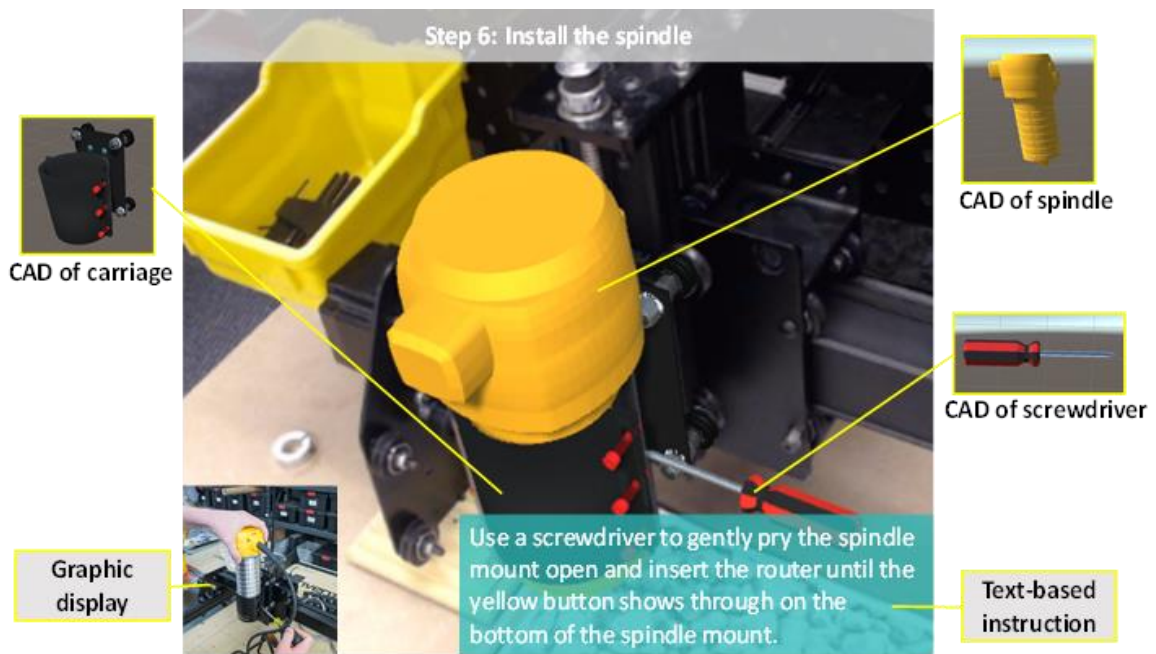 Step 6: Install the spindle
CAD of carriage
CAD of spindle
CAD of screwdriver
Graphic
display
Use a screwdriver to gently pry the spindle
mount open and insert the router until the
yellow button shows through on the
bottom of the spindle mount.
Text-based
instruction